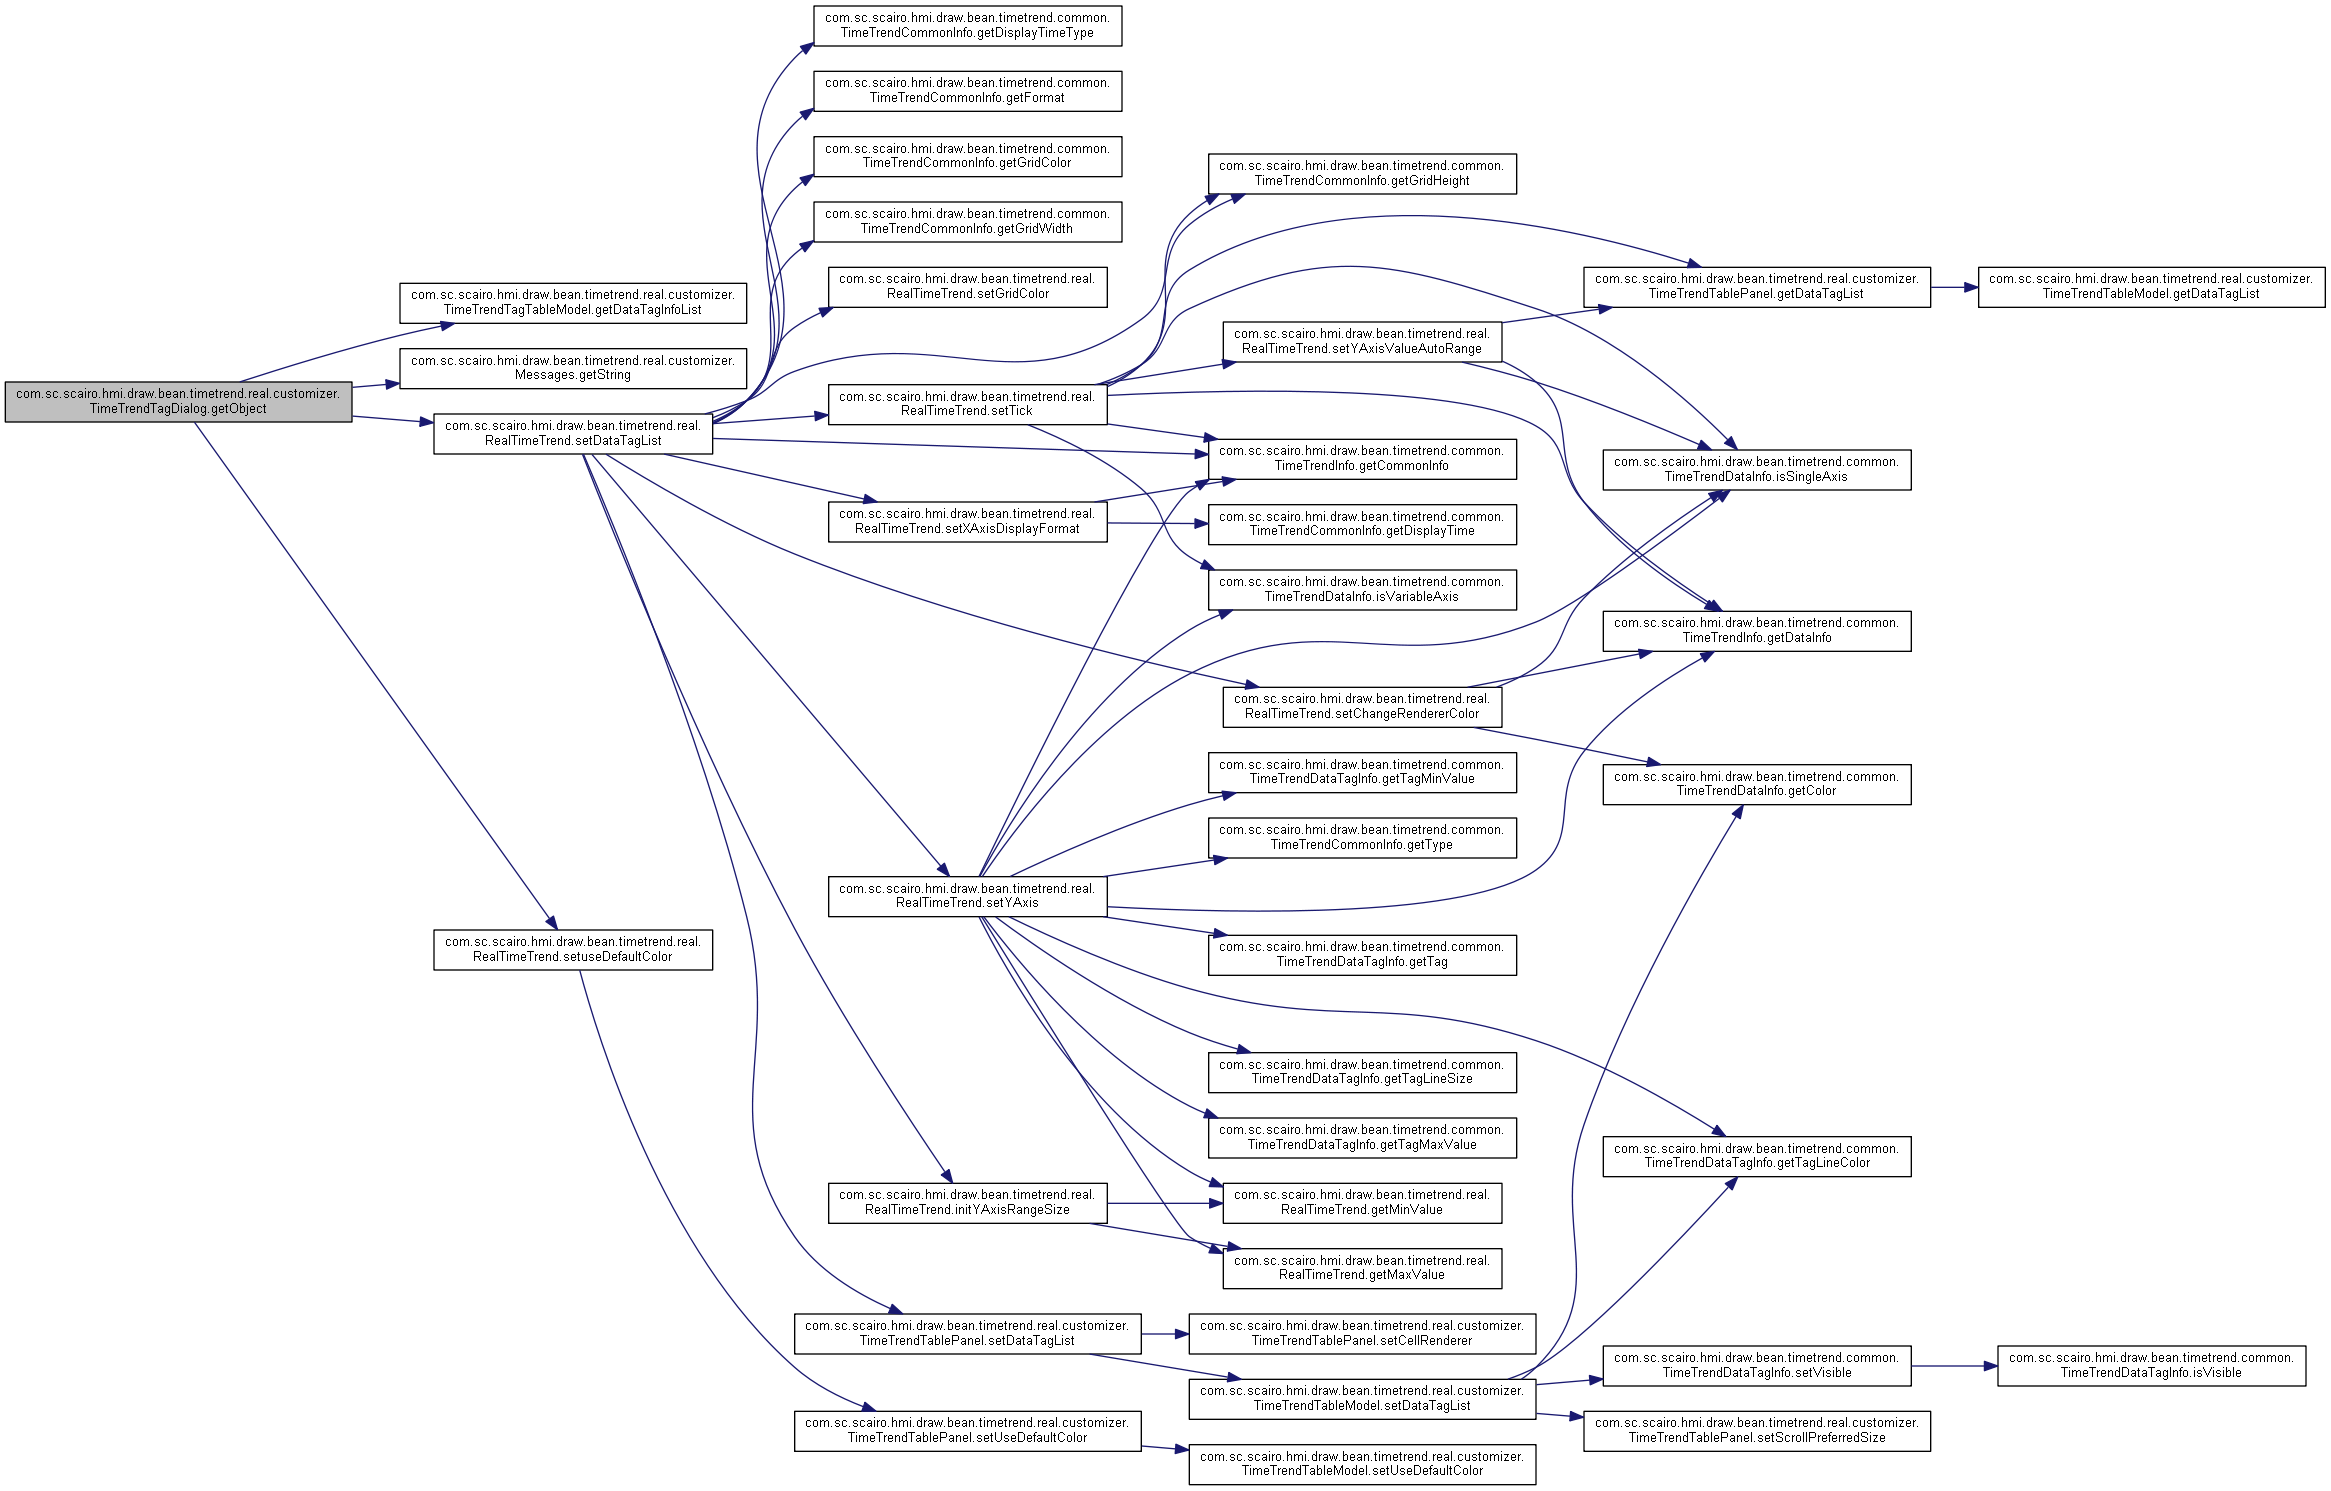 com.sc.scairo.hmi.draw.bean.timetrend.real.customizer.
TimeTrendTagDialog.getObject
com.sc.scairo.hmi.draw.bean.timetrend.real.customizer.
TimeTrendTagTableModel.getDataTagInfoList
com.sc.scairo.hmi.draw.bean.timetrend.real.customizer.
Messages.getString
com.sc.scairo.hmi.draw.bean.timetrend.real.
RealTimeTrend.setDataTagList
com.sc.scairo.hmi.draw.bean.timetrend.real.
RealTimeTrend.setuseDefaultColor
com.sc.scairo.hmi.draw.bean.timetrend.common.
TimeTrendCommonInfo.getDisplayTimeType
com.sc.scairo.hmi.draw.bean.timetrend.common.
TimeTrendCommonInfo.getFormat
com.sc.scairo.hmi.draw.bean.timetrend.common.
TimeTrendCommonInfo.getGridColor
com.sc.scairo.hmi.draw.bean.timetrend.common.
TimeTrendCommonInfo.getGridWidth
com.sc.scairo.hmi.draw.bean.timetrend.real.
RealTimeTrend.setGridColor
com.sc.scairo.hmi.draw.bean.timetrend.real.
RealTimeTrend.setTick
com.sc.scairo.hmi.draw.bean.timetrend.real.
RealTimeTrend.setXAxisDisplayFormat
com.sc.scairo.hmi.draw.bean.timetrend.real.
RealTimeTrend.setYAxis
com.sc.scairo.hmi.draw.bean.timetrend.real.
RealTimeTrend.initYAxisRangeSize
com.sc.scairo.hmi.draw.bean.timetrend.real.customizer.
TimeTrendTablePanel.setDataTagList
com.sc.scairo.hmi.draw.bean.timetrend.real.customizer.
TimeTrendTablePanel.setUseDefaultColor
com.sc.scairo.hmi.draw.bean.timetrend.common.
TimeTrendCommonInfo.getGridHeight
com.sc.scairo.hmi.draw.bean.timetrend.real.
RealTimeTrend.setYAxisValueAutoRange
com.sc.scairo.hmi.draw.bean.timetrend.common.
TimeTrendInfo.getCommonInfo
com.sc.scairo.hmi.draw.bean.timetrend.common.
TimeTrendCommonInfo.getDisplayTime
com.sc.scairo.hmi.draw.bean.timetrend.common.
TimeTrendDataInfo.isVariableAxis
com.sc.scairo.hmi.draw.bean.timetrend.real.
RealTimeTrend.setChangeRendererColor
com.sc.scairo.hmi.draw.bean.timetrend.common.
TimeTrendDataTagInfo.getTagMinValue
com.sc.scairo.hmi.draw.bean.timetrend.common.
TimeTrendCommonInfo.getType
com.sc.scairo.hmi.draw.bean.timetrend.common.
TimeTrendDataTagInfo.getTag
com.sc.scairo.hmi.draw.bean.timetrend.common.
TimeTrendDataTagInfo.getTagLineSize
com.sc.scairo.hmi.draw.bean.timetrend.common.
TimeTrendDataTagInfo.getTagMaxValue
com.sc.scairo.hmi.draw.bean.timetrend.real.
RealTimeTrend.getMinValue
com.sc.scairo.hmi.draw.bean.timetrend.real.
RealTimeTrend.getMaxValue
com.sc.scairo.hmi.draw.bean.timetrend.real.customizer.
TimeTrendTablePanel.setCellRenderer
com.sc.scairo.hmi.draw.bean.timetrend.real.customizer.
TimeTrendTableModel.setDataTagList
com.sc.scairo.hmi.draw.bean.timetrend.real.customizer.
TimeTrendTableModel.setUseDefaultColor
com.sc.scairo.hmi.draw.bean.timetrend.real.customizer.
TimeTrendTablePanel.getDataTagList
com.sc.scairo.hmi.draw.bean.timetrend.common.
TimeTrendDataInfo.isSingleAxis
com.sc.scairo.hmi.draw.bean.timetrend.common.
TimeTrendInfo.getDataInfo
com.sc.scairo.hmi.draw.bean.timetrend.common.
TimeTrendDataInfo.getColor
com.sc.scairo.hmi.draw.bean.timetrend.common.
TimeTrendDataTagInfo.getTagLineColor
com.sc.scairo.hmi.draw.bean.timetrend.common.
TimeTrendDataTagInfo.setVisible
com.sc.scairo.hmi.draw.bean.timetrend.real.customizer.
TimeTrendTablePanel.setScrollPreferredSize
com.sc.scairo.hmi.draw.bean.timetrend.real.customizer.
TimeTrendTableModel.getDataTagList
com.sc.scairo.hmi.draw.bean.timetrend.common.
TimeTrendDataTagInfo.isVisible